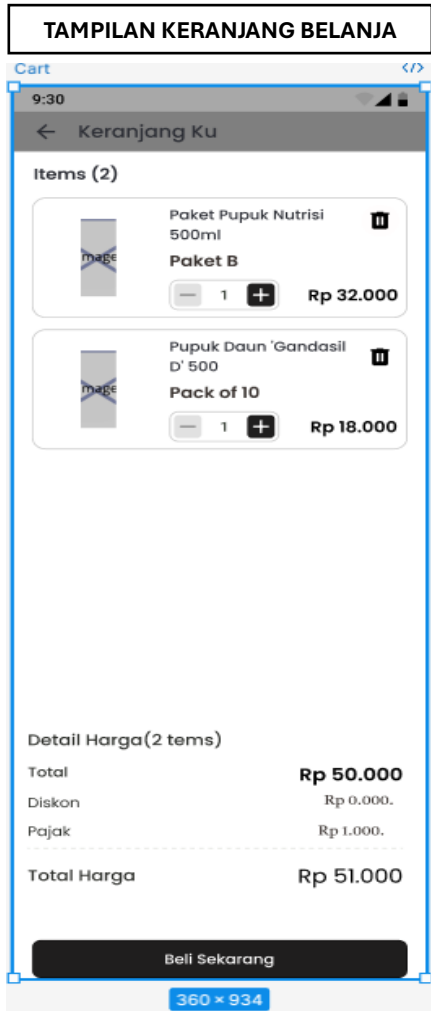 TAMPILAN KERANJANG BELANJA
Cart </>
9:30
← Keranjang Ku
Items (2)
Paket Pupuk Nutrisi
500ml
Paket B
— 1 + Rp 32.000
mage
Pupuk Daun 'Gandasil
D' 500
Pack of 10
— 1 + Rp 18.000
mage
Detail Harga(2 tems)
Total Rp 50.000
Diskon Rp 0.000.
Pajak Rp 1.000.
Total Harga Rp 51.000
Beli Sekarang
360 × 934